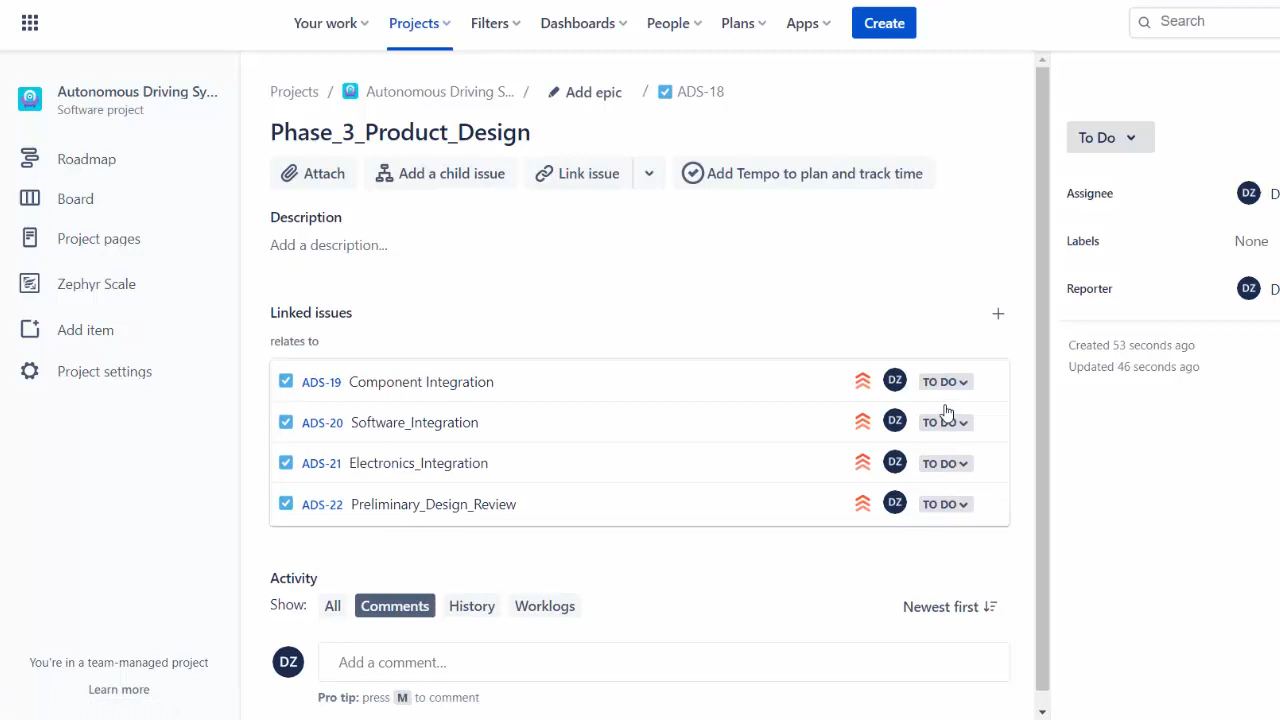 Your work Projects Filters Dashboards People Plans Apps Create Search
Autonomous Driving Sy...
Software project
Roadmap
Board
Project pages
Zephyr Scale
Add item
Project settings
You're in a team-managed project
Learn more
Projects / Autonomous Driving S... / Add epic / ADS-18
Phase_3_Product_Design
Attach Add a child issue Link issue Add Tempo to plan and track time
Description
Add a description...
Linked issues
relates to
ADS-19 Component Integration DZ TO DO
ADS-20 Software_Integration DZ TO DO
ADS-21 Electronics_Integration DZ TO DO
ADS-22 Preliminary_Design_Review DZ TO DO
Activity
Show: All Comments History Worklogs Newest first
DZ Add a comment...
Pro tip: press M to comment
To Do
Assignee DZ D
Labels None
Reporter DZ D
Created 53 seconds ago
Updated 46 seconds ago